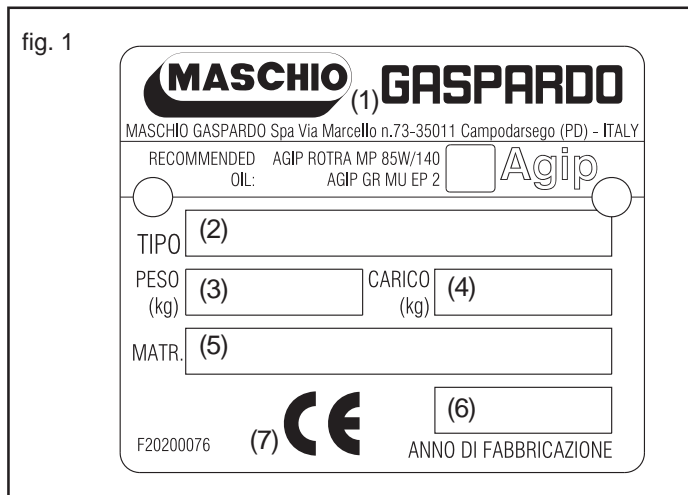 fig. 1
MASCHIO (1) GASPARDO
MASCHIO GASPARDO Spa Via Marcello n.73-35011 Campodarsego (PD) - ITALY
RECOMMENDED AGIP ROTRA MP 85W/140 Agip
OIL: AGIP GR MU EP 2
TIPO (2)
PESO (kg) (3) CARICO (kg) (4)
MATR. (5)
(6)
F20200076 (7) CE ANNO DI FABBRICAZIONE